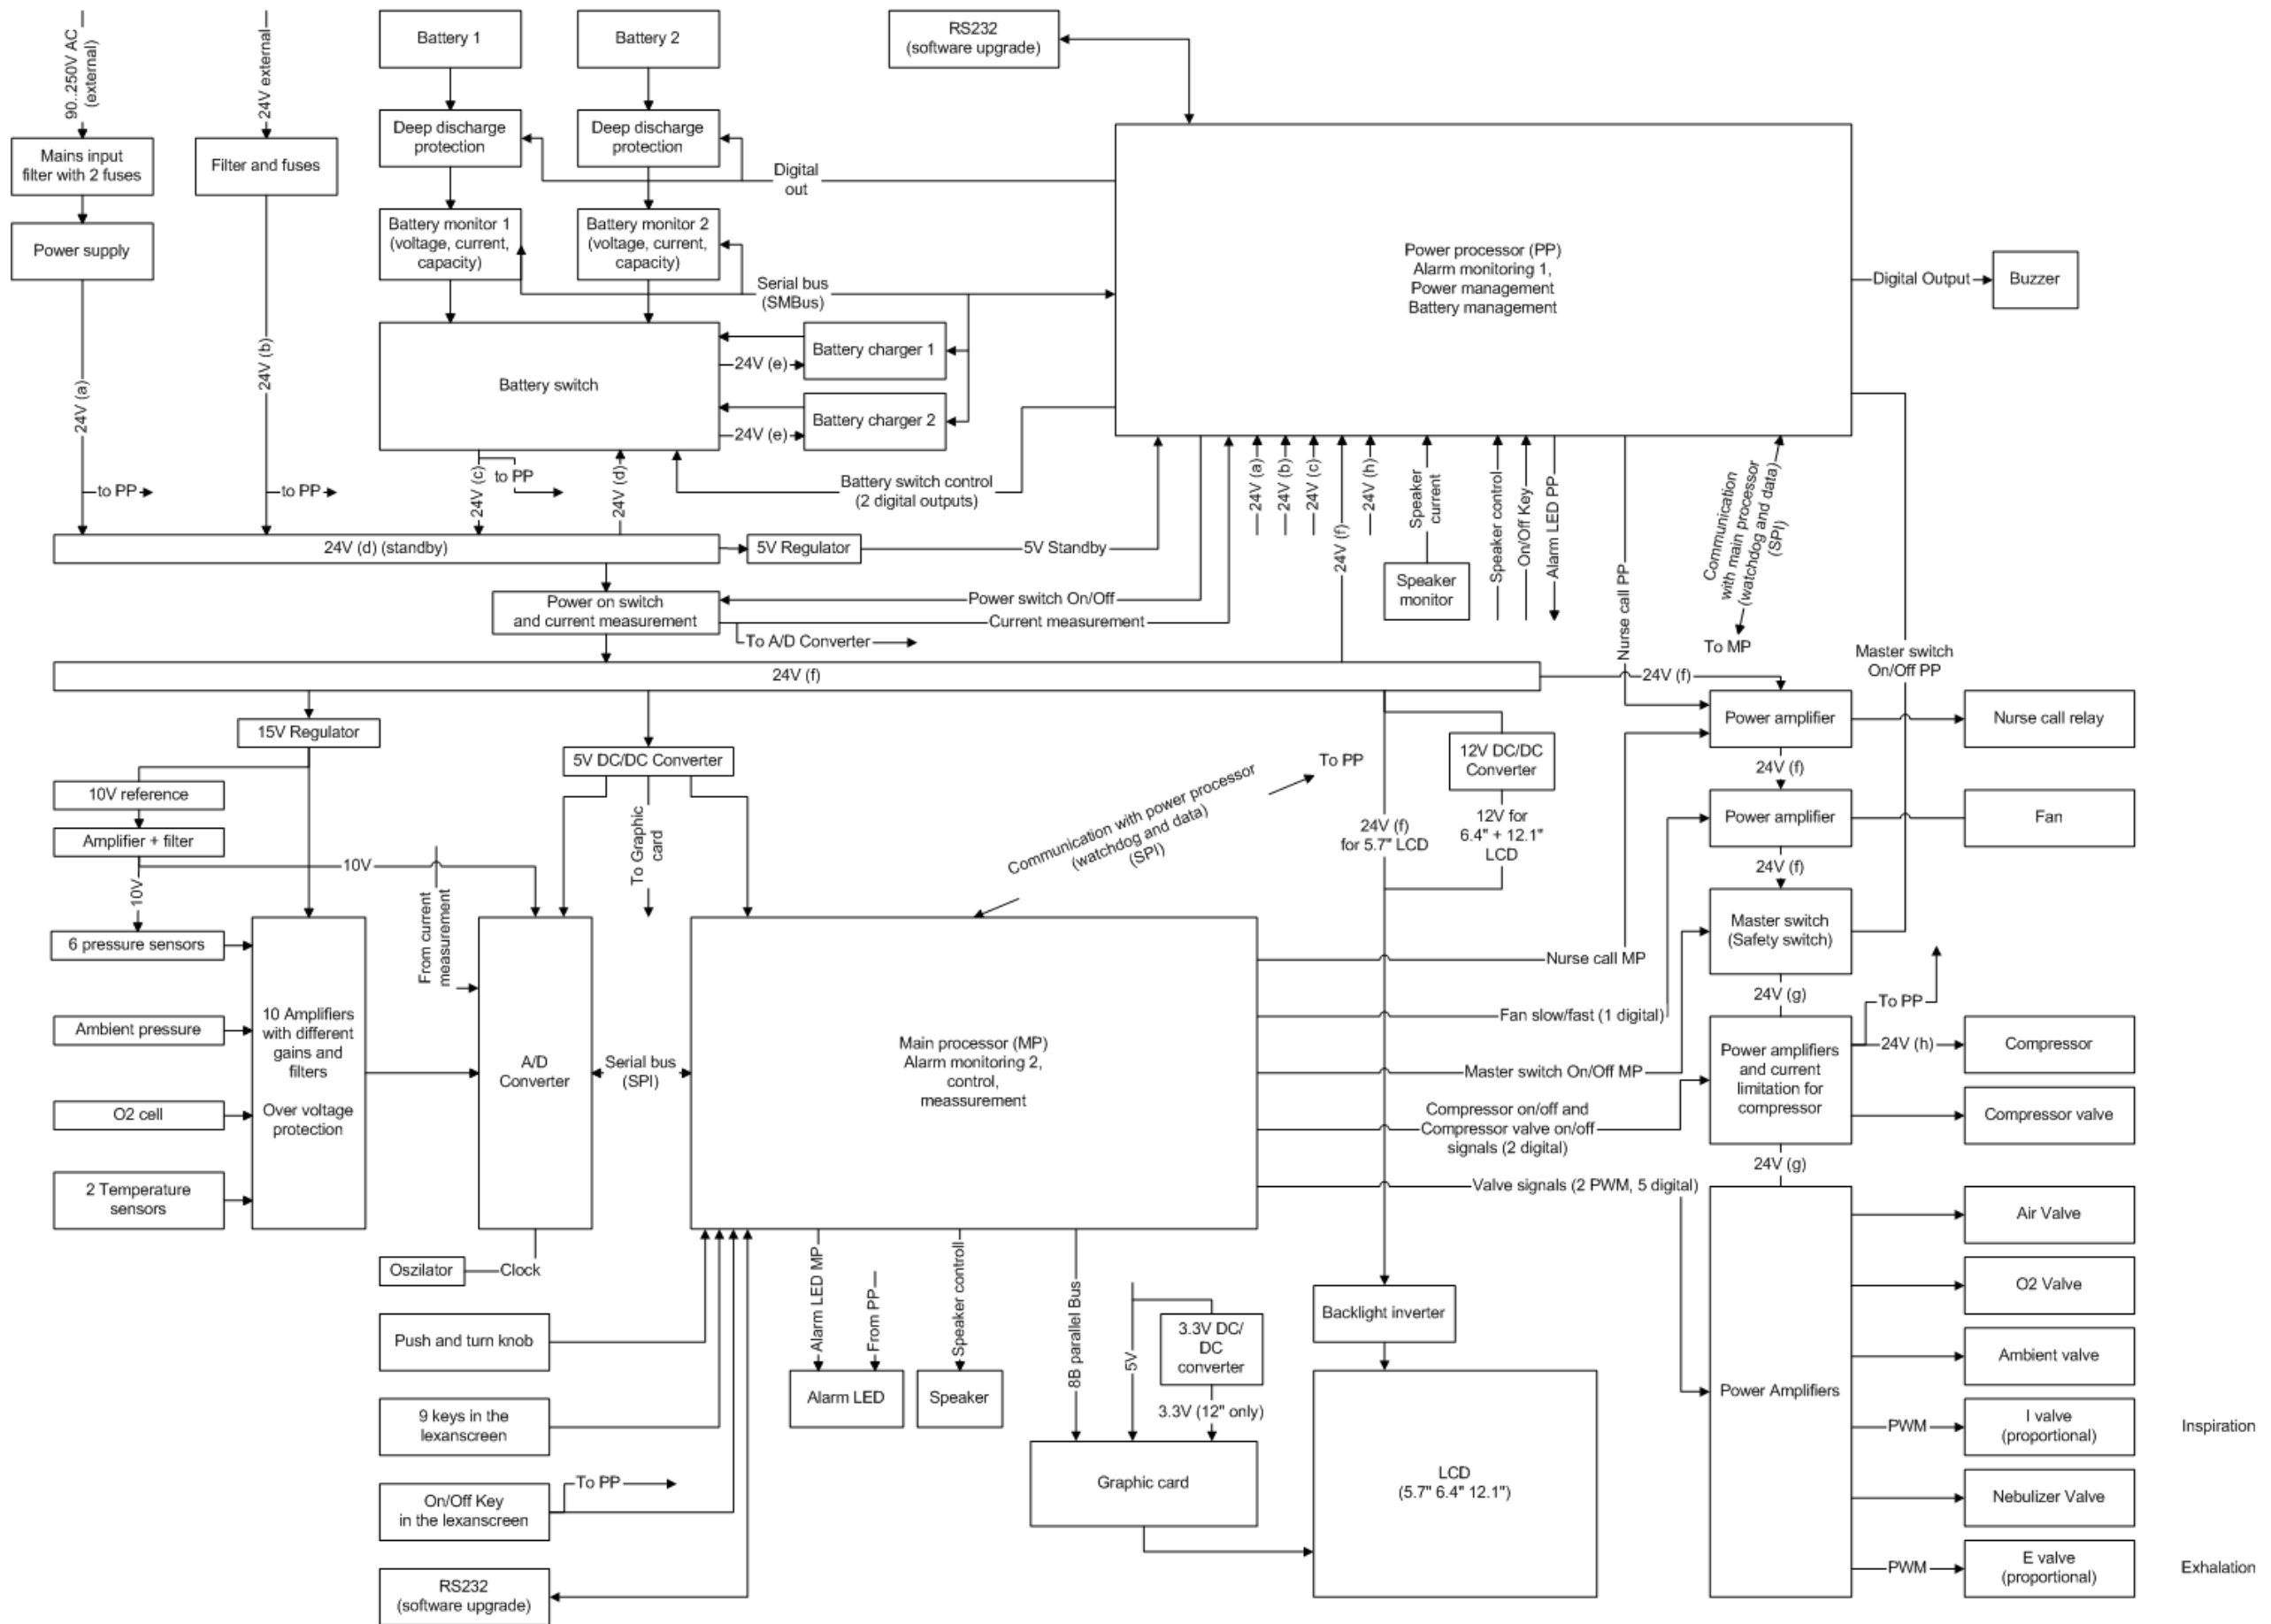 90..250V AC
(external)
24V external
Battery 1
Battery 2
RS232
(software upgrade)
Mains input
filter with 2 fuses
Filter and fuses
Deep discharge
protection
Deep discharge
protection
Digital
out
Power supply
Battery monitor 1
(voltage, current,
capacity)
Battery monitor 2
(voltage, current,
capacity)
Serial bus
(SMBus)
Power processor (PP)
Alarm monitoring 1,
Power management
Battery management
Digital Output
Buzzer
24V (a)
24V (b)
Battery switch
24V (e)
Battery charger 1
24V (e)
Battery charger 2
to PP
to PP
24V (c)
to PP
24V (d)
Battery switch control
(2 digital outputs)
24V (a)
24V (b)
24V (c)
24V (f)
24V (h)
Speaker
current
Speaker control
On/Off Key
Alarm LED PP
Nurse call PP
Communication
with main processor
(watchdog and data)
(SPI)
24V (d) (standby)
5V Regulator
5V Standby
Speaker
monitor
Power on switch
and current measurement
Power switch On/Off
Current measurement
To A/D Converter
To MP
Master switch
On/Off PP
24V (f)
24V (f)
15V Regulator
5V DC/DC Converter
Power amplifier
Nurse call relay
10V reference
To PP
12V DC/DC
Converter
24V (f)
Amplifier + filter
To Graphic
card
Communication with power processor
(watchdog and data)
(SPI)
24V (f)
for 5.7" LCD
12V for
6.4" + 12.1"
LCD
Power amplifier
Fan
10V
10V
From current
measurement
24V (f)
6 pressure sensors
Master switch
(Safety switch)
Nurse call MP
Ambient pressure
10 Amplifiers
with different
gains and
filters
Over voltage
protection
A/D
Converter
Serial bus
(SPI)
Main processor (MP)
Alarm monitoring 2,
control,
meassurement
Fan slow/fast (1 digital)
24V (g)
To PP
Power amplifiers
and current
limitation for
compressor
24V (h)
Compressor
Master switch On/Off MP
O2 cell
Compressor on/off and
Compressor valve on/off
signals (2 digital)
Compressor valve
2 Temperature
sensors
24V (g)
Valve signals (2 PWM, 5 digital)
Air Valve
Oszilator
Clock
Alarm LED MP
From PP
Speaker controll
8B parallel Bus
5V
Backlight inverter
O2 Valve
Push and turn knob
3.3V DC/
DC
converter
Ambient valve
Alarm LED
Speaker
3.3V (12" only)
Power Amplifiers
9 keys in the
lexanscreen
PWM
I valve
(proportional)
Inspiration
To PP
On/Off Key
in the lexanscreen
Graphic card
LCD
(5.7" 6.4" 12.1")
Nebulizer Valve
RS232
(software upgrade)
PWM
E valve
(proportional)
Exhalation